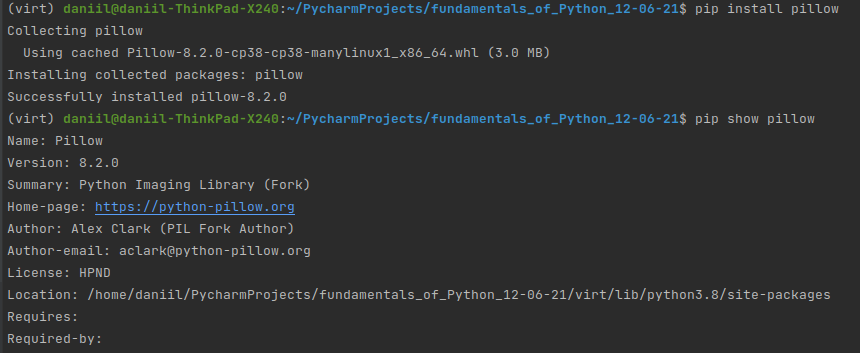 (virt) daniil@daniil-ThinkPad-X240:~/PycharmProjects/fundamentals_of_Python_12-06-21$ pip install pillow
Collecting pillow
  Using cached Pillow-8.2.0-cp38-cp38-manylinux1_x86_64.whl (3.0 MB)
Installing collected packages: pillow
Successfully installed pillow-8.2.0
(virt) daniil@daniil-ThinkPad-X240:~/PycharmProjects/fundamentals_of_Python_12-06-21$ pip show pillow
Name: Pillow
Version: 8.2.0
Summary: Python Imaging Library (Fork)
Home-page: https://python-pillow.org
Author: Alex Clark (PIL Fork Author)
Author-email: aclark@python-pillow.org
License: HPND
Location: /home/daniil/PycharmProjects/fundamentals_of_Python_12-06-21/virt/lib/python3.8/site-packages
Requires:
Required-by: